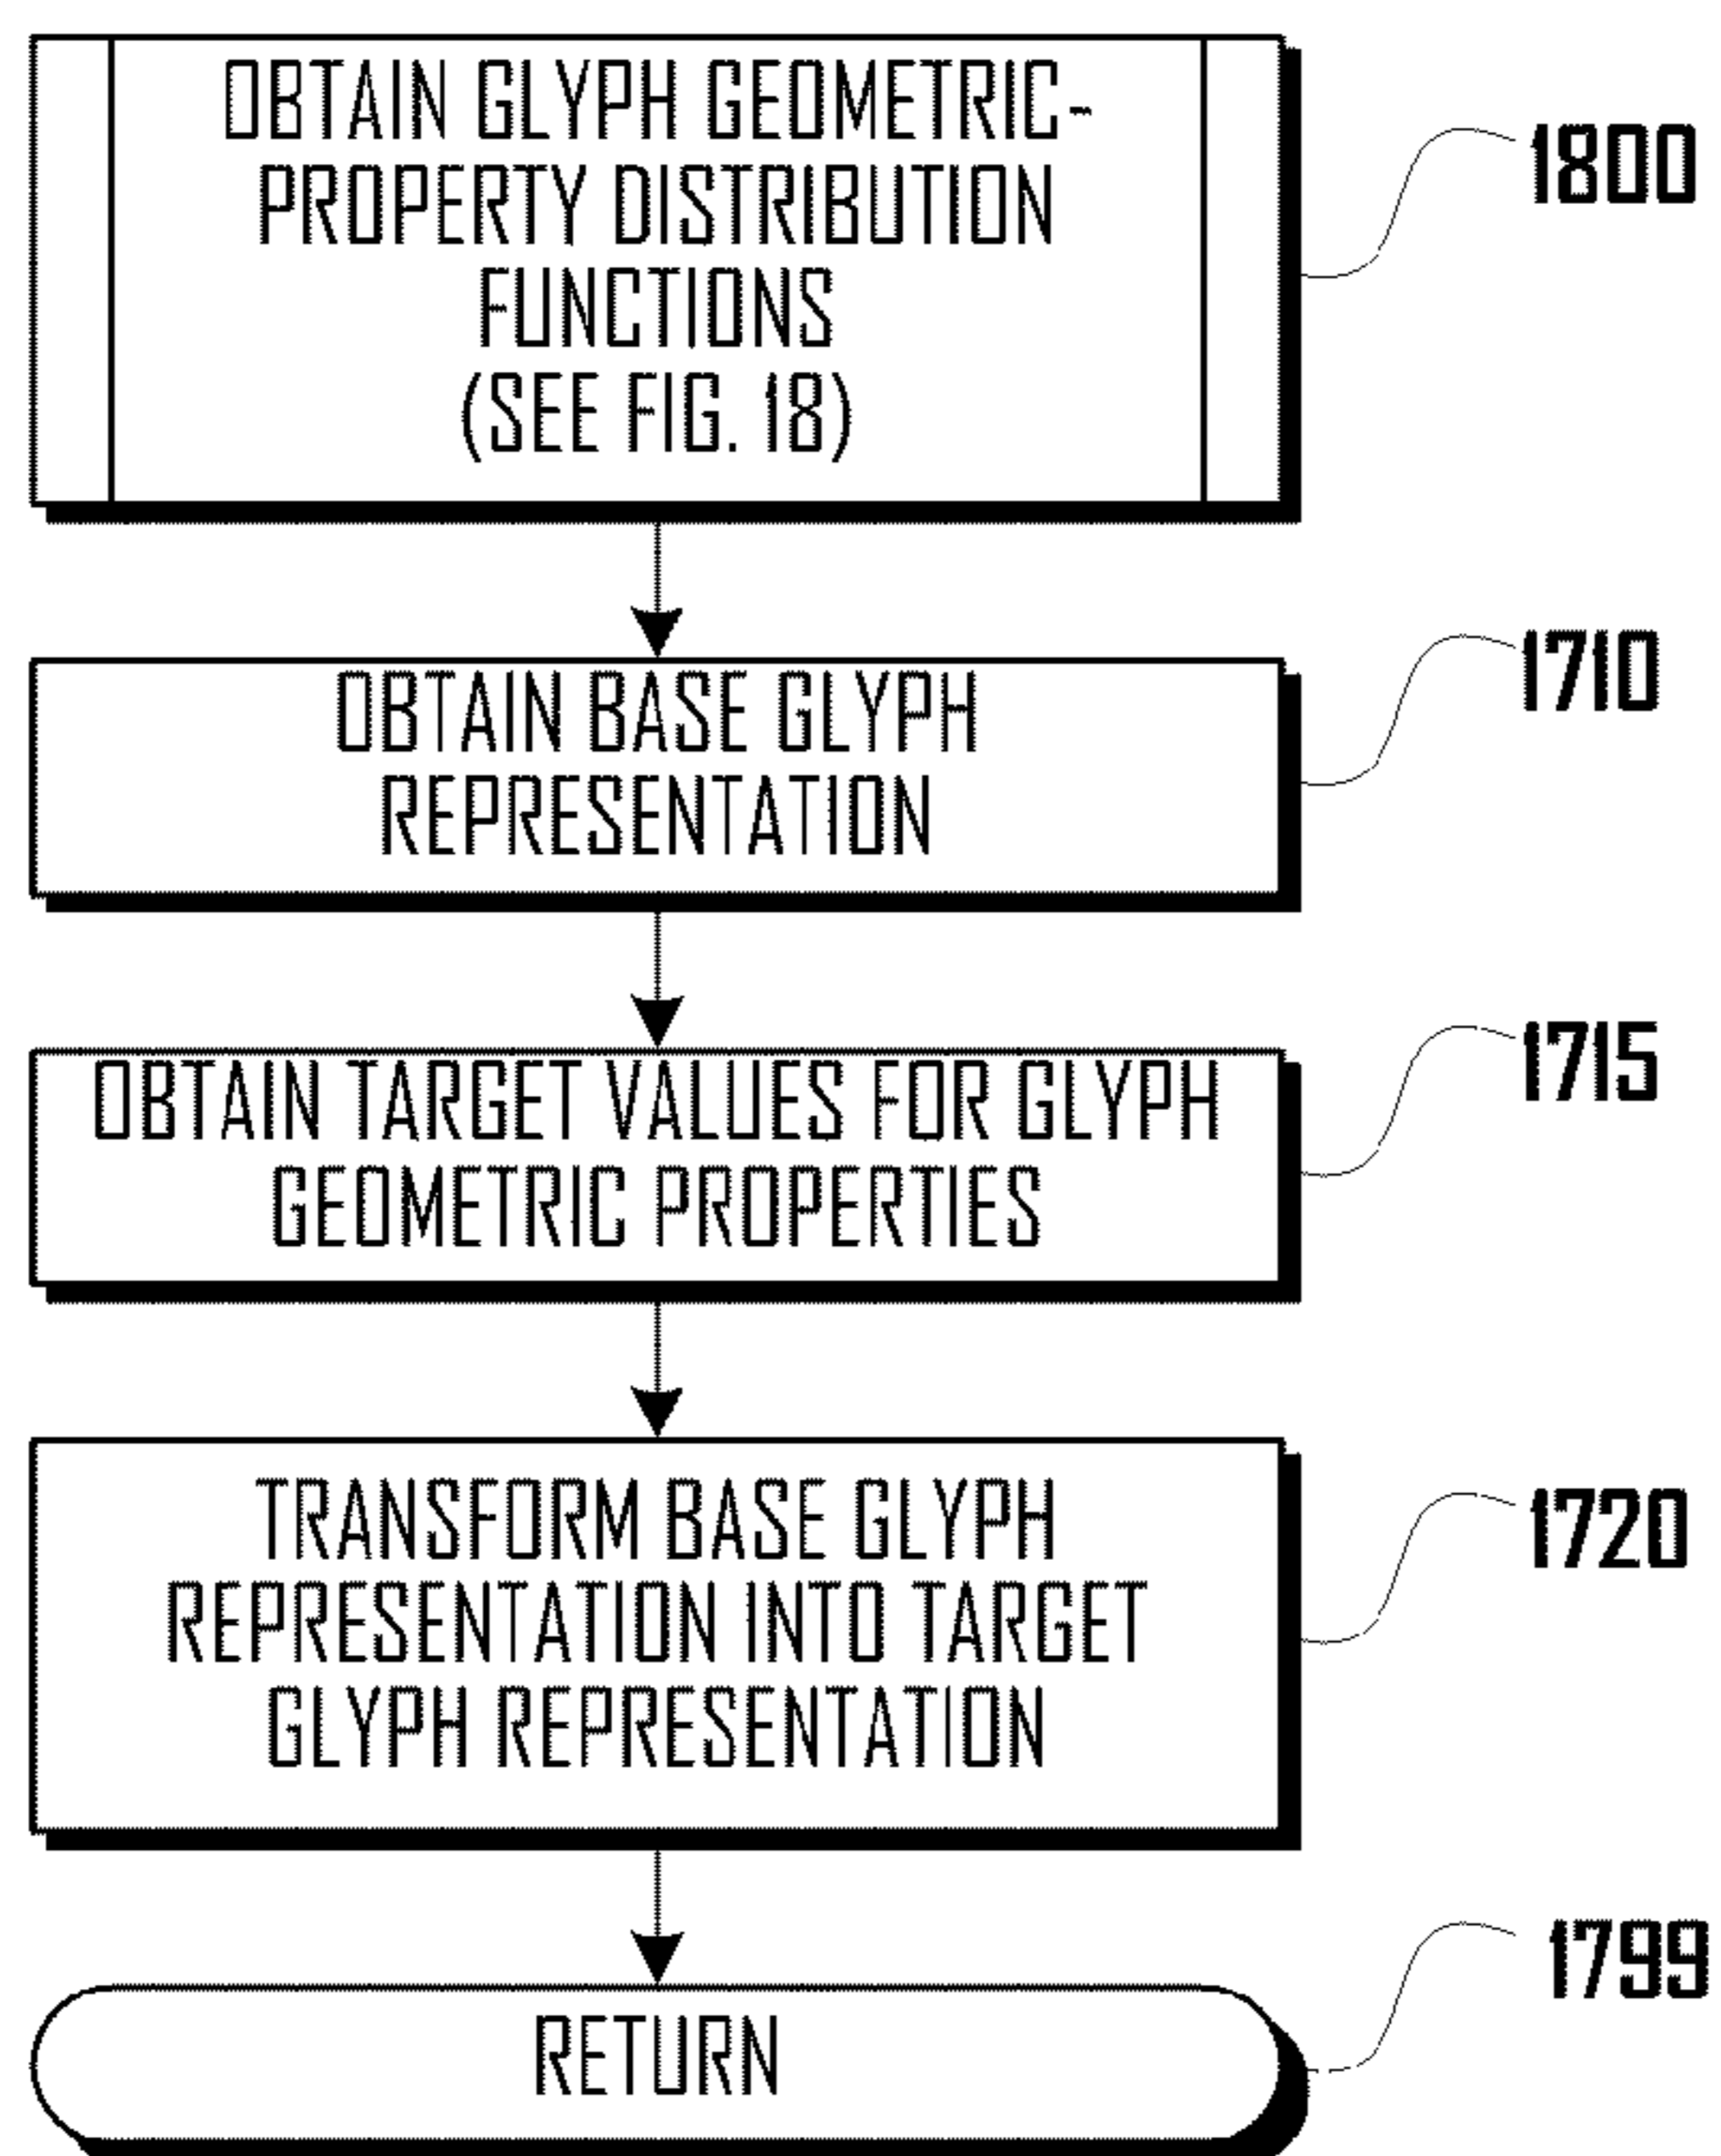 OBTAIN GLYPH GEOMETRIC-
PROPERTY DISTRIBUTION
FUNCTIONS
(SEE FIG. 18)
1800
OBTAIN BASE GLYPH
REPRESENTATION
1710
OBTAIN TARGET VALUES FOR GLYPH
GEOMETRIC PROPERTIES
1715
TRANSFORM BASE GLYPH
REPRESENTATION INTO TARGET
GLYPH REPRESENTATION
1720
RETURN
1799